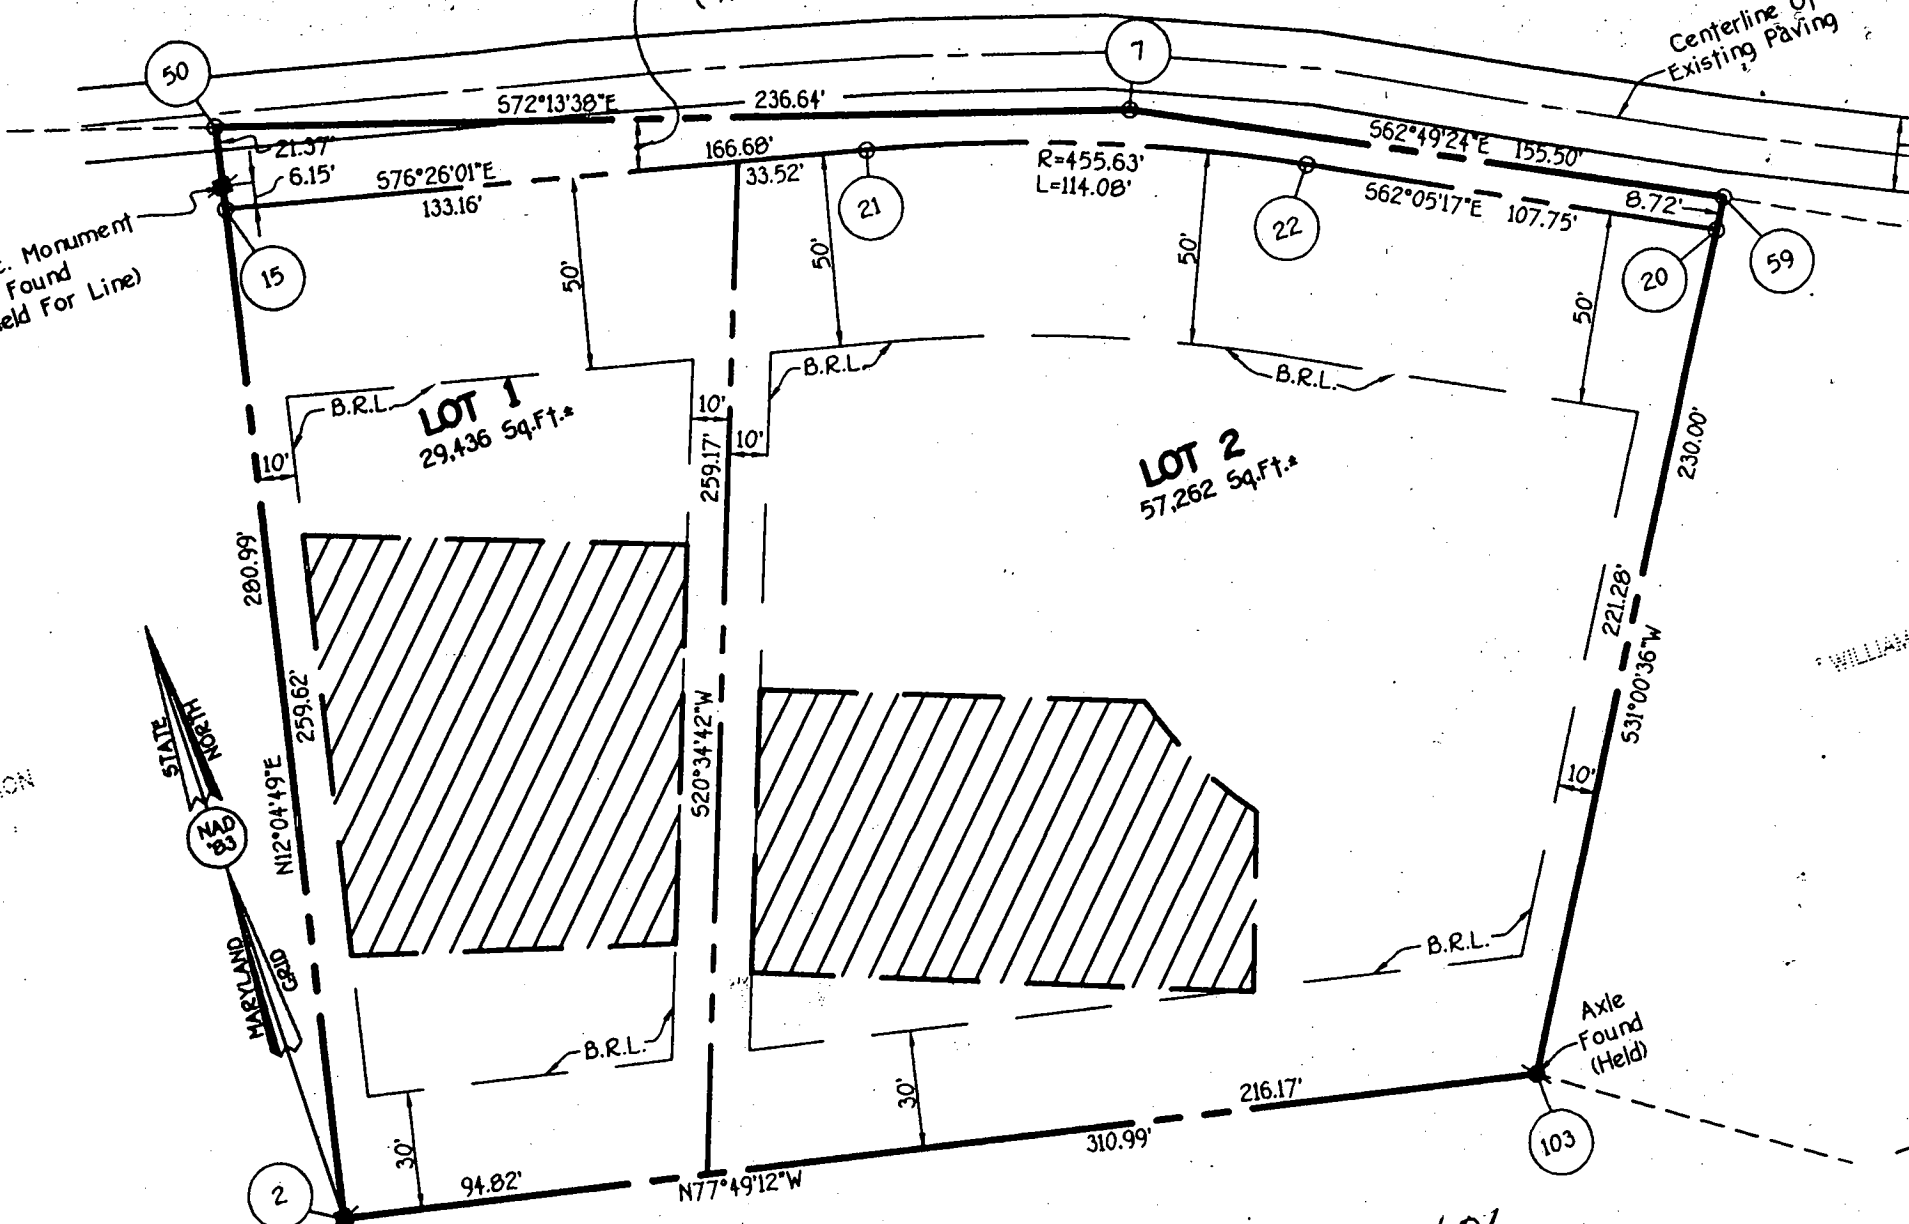 Centerline Of
Existing Paving
50
7
S72°13'38"E
236.64'
S62°49'24"E
155.50'
21.37'
6.15'
S76°26'01"E
133.16'
166.68'
33.52'
R=455.63'
L=114.08'
S62°05'17"E
107.75'
8.72'
21
22
20
59
15
Monument
Found
Held For Line)
50'
50'
50'
50'
B.R.L.
B.R.L.
B.R.L.
LOT 1
29,436 Sq.Ft.±
LOT 2
57,262 Sq.Ft.±
10'
10'
10'
259.17'
230.00'
280.99'
221.28'
S31°00'36"W
259.62'
N12°04'49"E
S20°34'42"W
10'
STATE
NORTH
NAD
'83
MARYLAND
GRID
WILLIAM
B.R.L.
B.R.L.
Axle
Found
(Held)
30'
30'
216.17'
310.99'
94.82'
N77°49'12"W
2
103